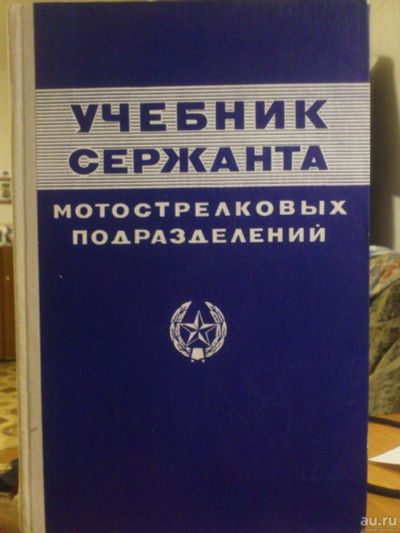 УЧЕБНИК
СЕРЖАНТА
МОТОСТРЕЛКОВЫХ
ПОДРАЗДЕЛЕНИЙ
au.ru